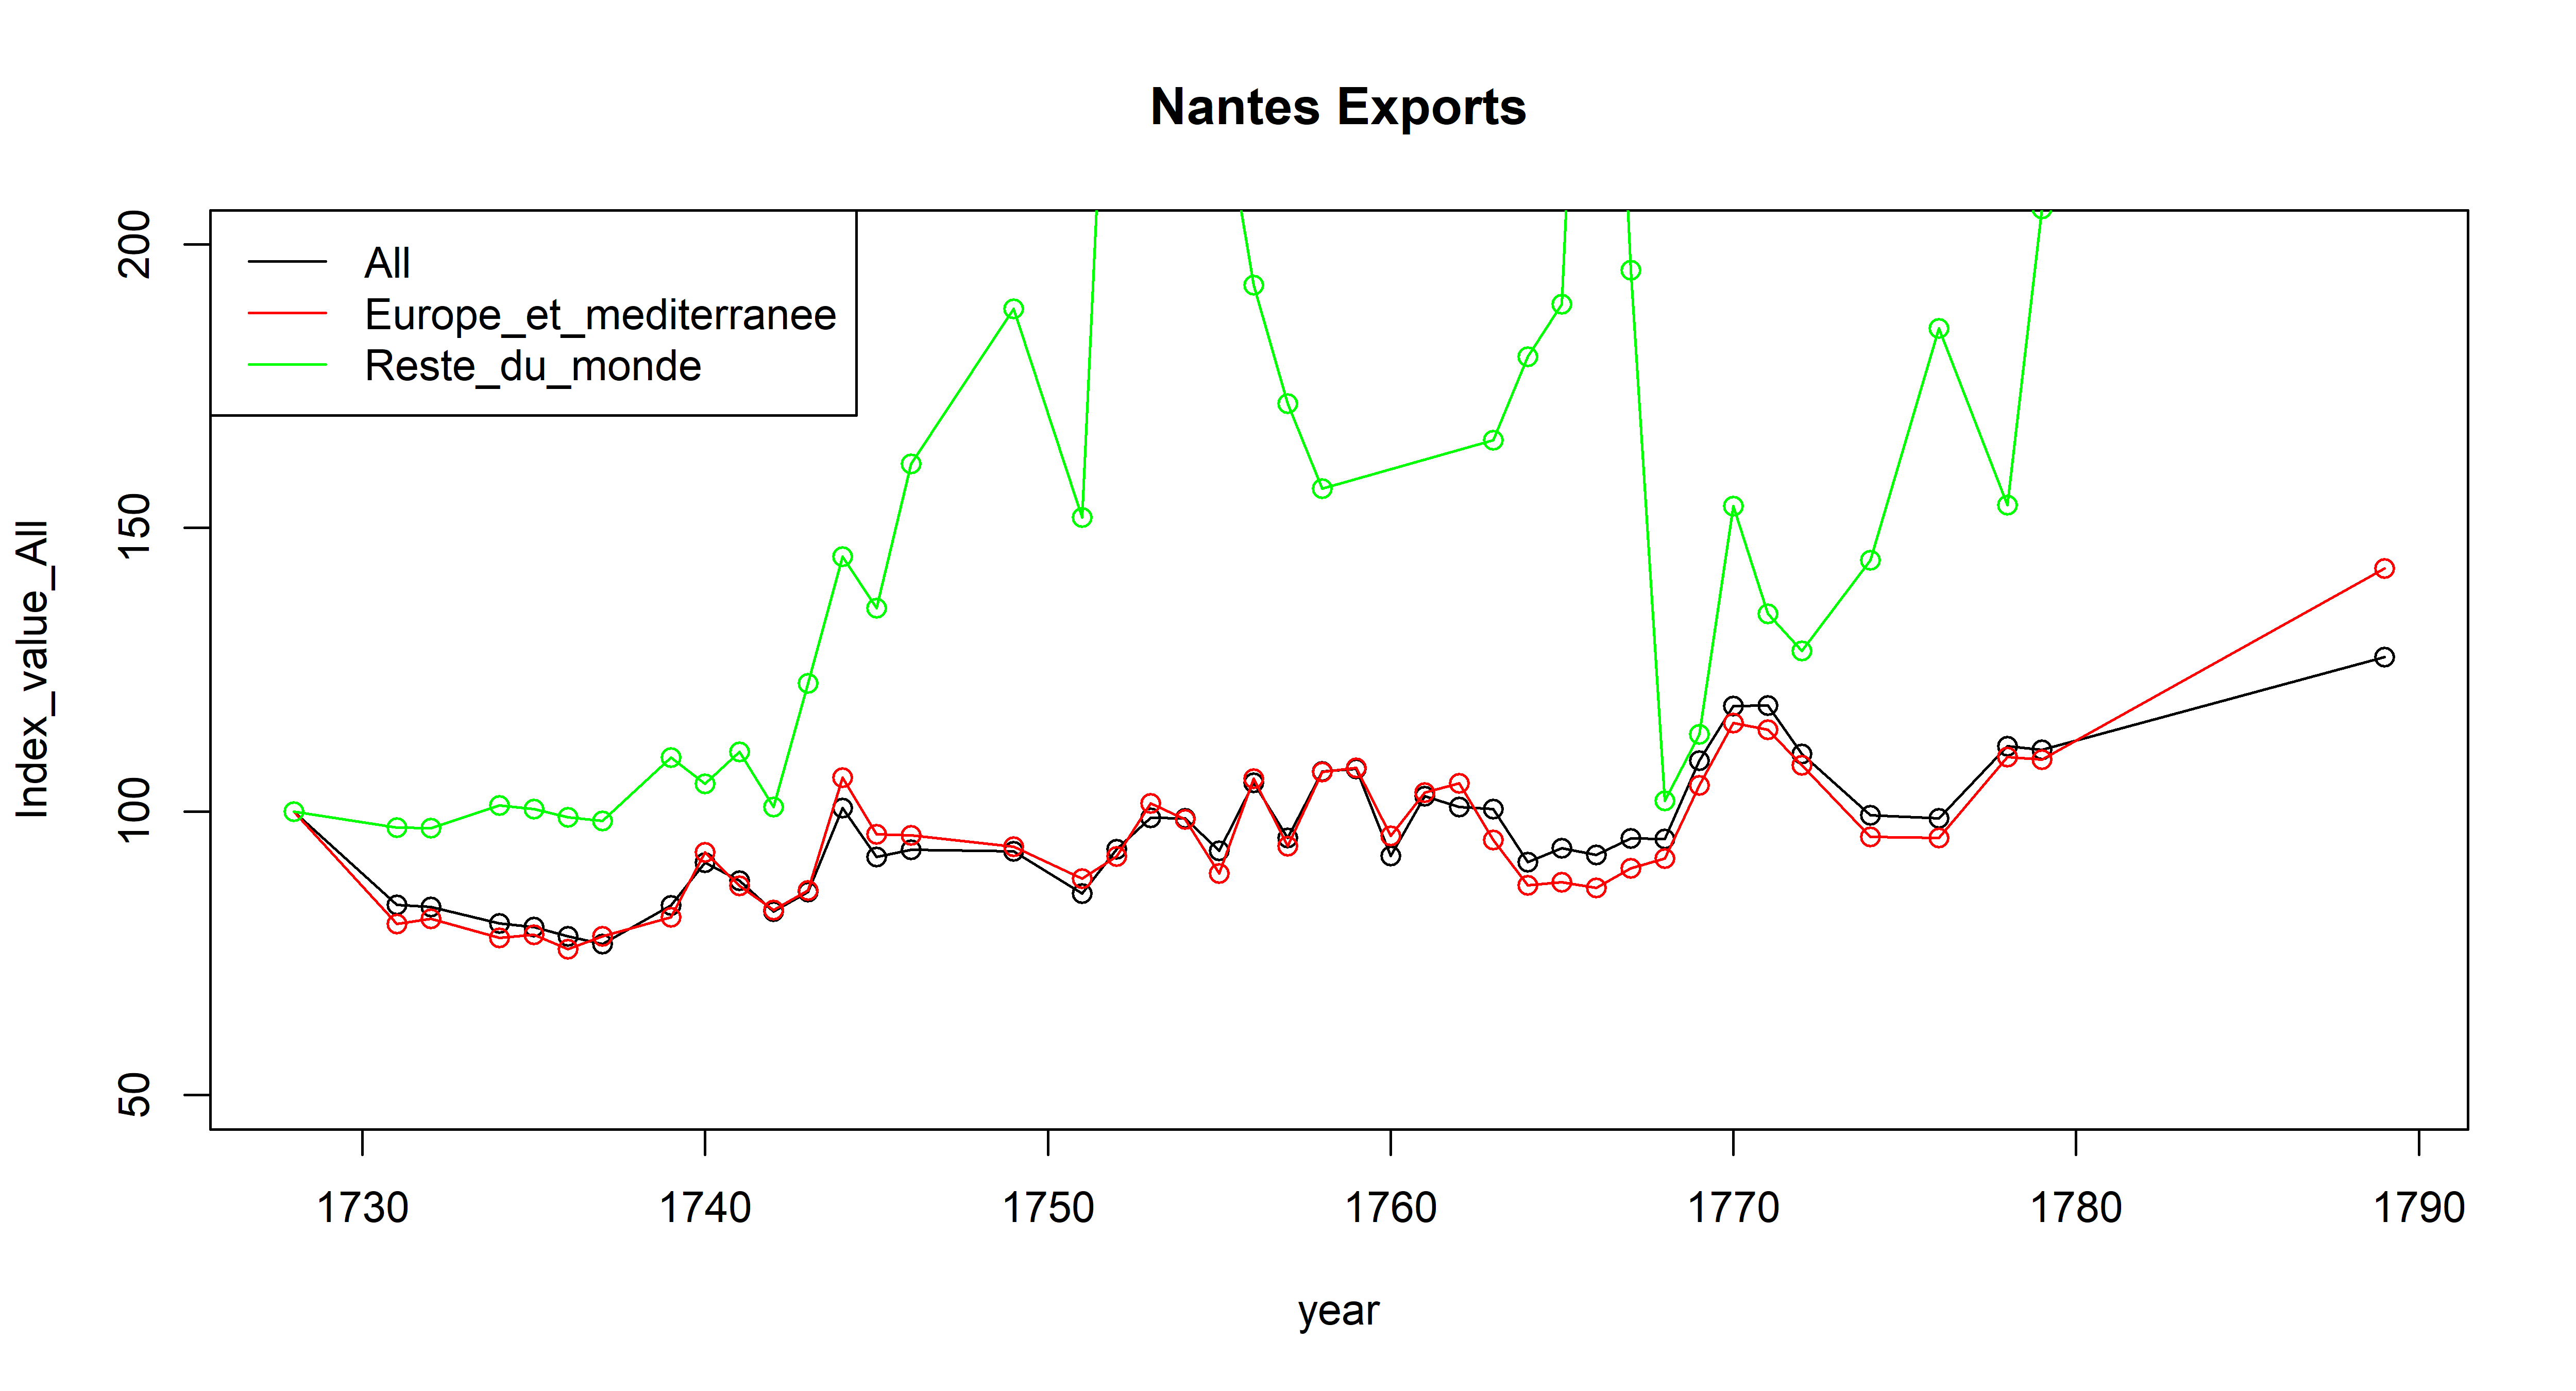 Nantes Exports
All
Europe_et_mediterranee
Reste_du_monde
Index_value_All
200
150
100
50
1730 1740 1750 1760 1770 1780 1790
year